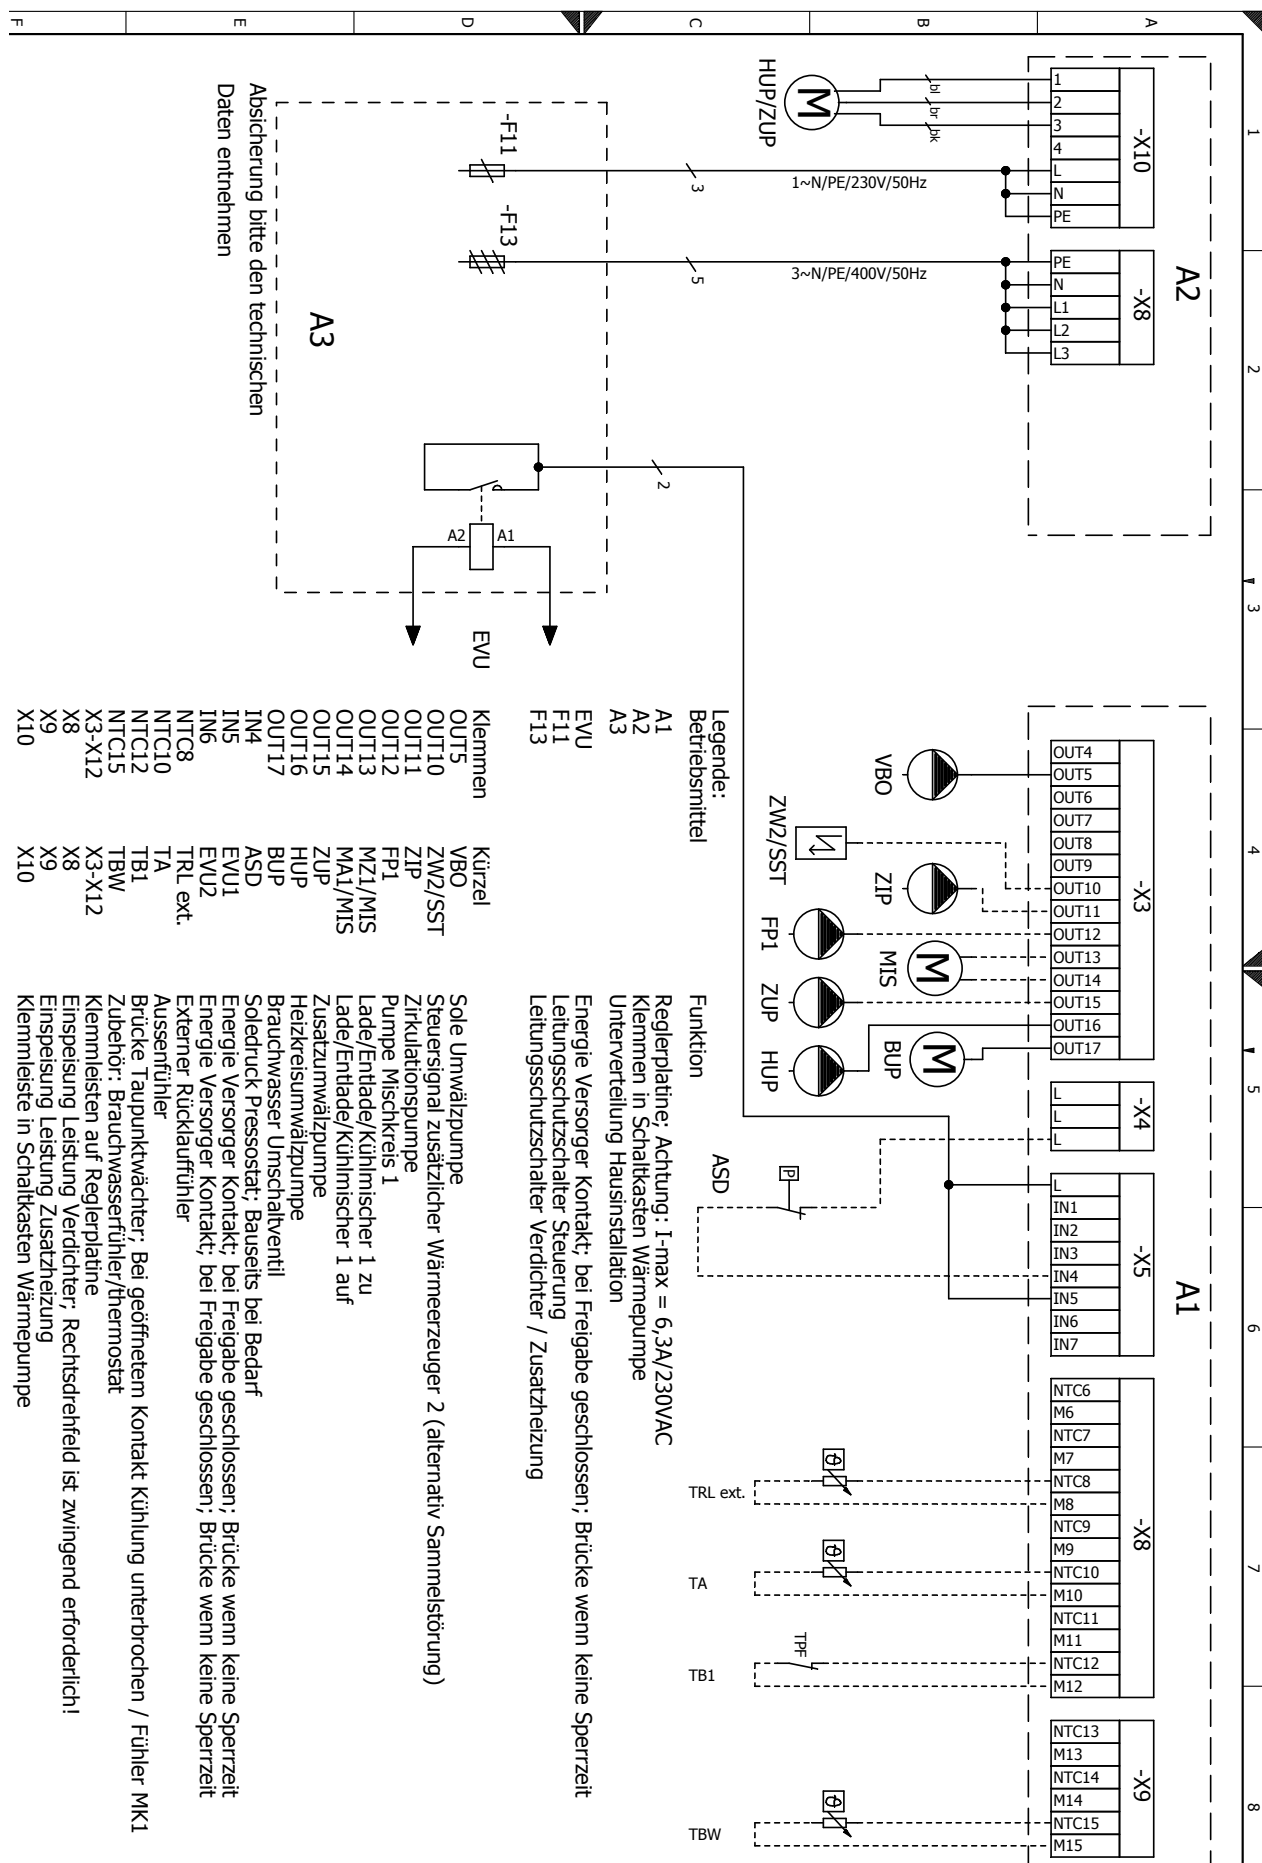 F
E
D
C
B
A
1
2
3
4
5
6
7
8
A2
-X10
1
2
3
4
L
N
PE
-X8
PE
N
L1
L2
L3
bl
br
bk
M
HUP/ZUP
1~N/PE/230V/50Hz
3
3~N/PE/400V/50Hz
5
-F11
-F13
A3
Absicherung bitte den technischen
Daten entnehmen
2
A2
A1
EVU
A1
-X3
OUT4
OUT5
OUT6
OUT7
OUT8
OUT9
OUT10
OUT11
OUT12
OUT13
OUT14
OUT15
OUT16
OUT17
-X4
L
L
L
-X5
L
IN1
IN2
IN3
IN4
IN5
IN6
IN7
-X8
NTC6
M6
NTC7
M7
NTC8
M8
NTC9
M9
NTC10
M10
NTC11
M11
NTC12
M12
-X9
NTC13
M13
NTC14
M14
NTC15
M15
VBO
ZW2/SST
ZIP
FP1
M
MIS
ZUP
HUP
M
BUP
P
ASD
ϑ
TRL ext.
ϑ
TA
TPF
TB1
ϑ
TBW
Legende:
Betriebsmittel Funktion
A1 Reglerplatine; Achtung: I-max = 6,3A/230VAC
A2 Klemmen in Schaltkasten Wärmepumpe
A3 Unterverteilung Hausinstallation
EVU Energie Versorger Kontakt; bei Freigabe geschlossen; Brücke wenn keine Sperrzeit
F11 Leitungsschutzschalter Steuerung
F13 Leitungsschutzschalter Verdichter / Zusatzheizung
Klemmen Kürzel
OUT5 VBO Sole Umwälzpumpe
OUT10 ZW2/SST Steuersignal zusätzlicher Wärmeerzeuger 2 (alternativ Sammelstörung)
OUT11 ZIP Zirkulationspumpe
OUT12 FP1 Pumpe Mischkreis 1
OUT13 MZ1/MIS Lade/Entlade/Kühlmischer 1 zu
OUT14 MA1/MIS Lade/Entlade/Kühlmischer 1 auf
OUT15 ZUP Zusatzumwälzpumpe
OUT16 HUP Heizkreisumwälzpumpe
OUT17 BUP Brauchwasser Umschaltventil
IN4 ASD Soledruck Pressostat; Bauseits bei Bedarf
IN5 EVU1 Energie Versorger Kontakt; bei Freigabe geschlossen; Brücke wenn keine Sperrzeit
IN6 EVU2 Energie Versorger Kontakt; bei Freigabe geschlossen; Brücke wenn keine Sperrzeit
NTC8 TRL ext. Externer Rücklauffühler
NTC10 TA Aussenfühler
NTC12 TB1 Brücke Taupunktwächter; Bei geöffnetem Kontakt Kühlung unterbrochen / Fühler MK1
NTC15 TBW Zubehör: Brauchwasserfühler/thermostat
X3-X12 X3-X12 Klemmleisten auf Reglerplatine
X8 X8 Einspeisung Leistung Verdichter; Rechtsdrehfeld ist zwingend erforderlich!
X9 X9 Einspeisung Leistung Zusatzheizung
X10 X10 Klemmleiste in Schaltkasten Wärmepumpe